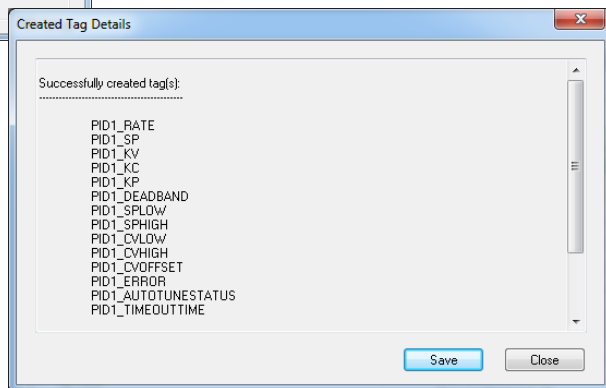 Created Tag Details
Successfully created tag(s):
----------------------------------------
PID1_RATE
PID1_SP
PID1_KV
PID1_KC
PID1_KP
PID1_DEADBAND
PID1_SPLOW
PID1_SPHIGH
PID1_CVLOW
PID1_CVHIGH
PID1_CVOFFSET
PID1_ERROR
PID1_AUTOTUNESTATUS
PID1_TIMEOUTTIME
Save Close